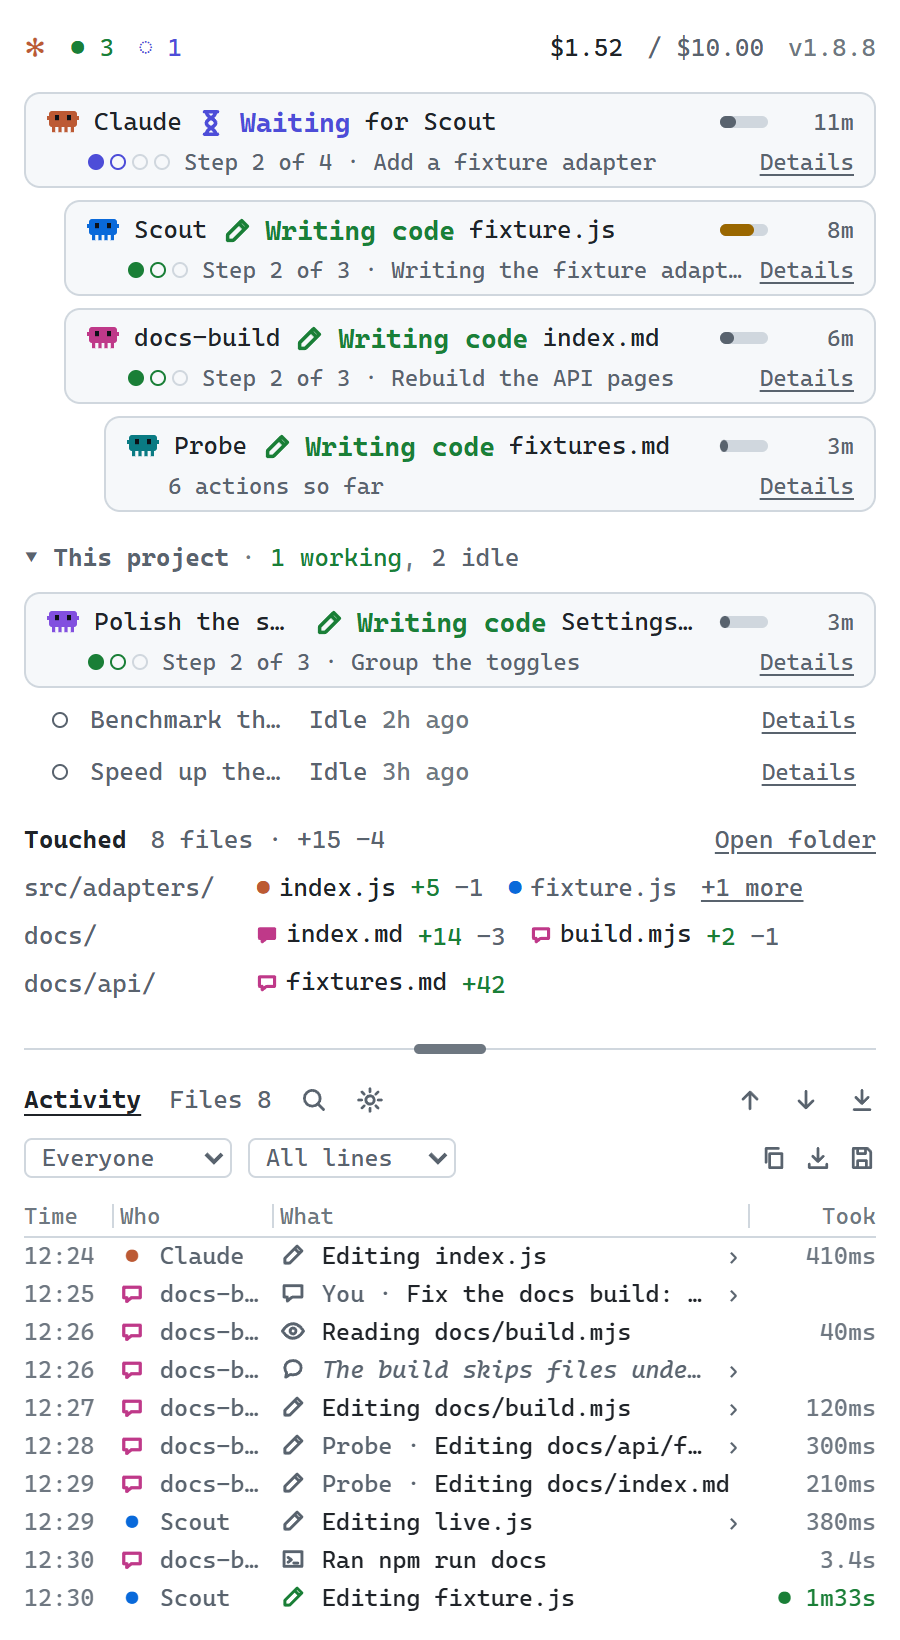 ✻ ● 3 ◌ 1 $1.52 / $10.00 v1.8.8
Claude Waiting for Scout 11m
Step 2 of 4 · Add a fixture adapter Details
Scout Writing code fixture.js 8m
Step 2 of 3 · Writing the fixture adapt… Details
docs-build Writing code index.md 6m
Step 2 of 3 · Rebuild the API pages Details
Probe Writing code fixtures.md 3m
6 actions so far Details
▼ This project · 1 working, 2 idle
Polish the s… Writing code Settings… 3m
Step 2 of 3 · Group the toggles Details
Benchmark th… Idle 2h ago Details
Speed up the… Idle 3h ago Details
Touched 8 files · +15 −4 Open folder
src/adapters/ index.js +5 −1 fixture.js +1 more
docs/ index.md +14 −3 build.mjs +2 −1
docs/api/ fixtures.md +42
Activity Files 8
Everyone All lines
Time Who What Took
12:24 Claude Editing index.js › 410ms
12:25 docs-b… You · Fix the docs build: … ›
12:26 docs-b… Reading docs/build.mjs 40ms
12:26 docs-b… The build skips files unde… ›
12:27 docs-b… Editing docs/build.mjs › 120ms
12:28 docs-b… Probe · Editing docs/api/f… › 300ms
12:29 docs-b… Probe · Editing docs/index.md 210ms
12:29 Scout Editing live.js › 380ms
12:30 docs-b… Ran npm run docs 3.4s
12:30 Scout Editing fixture.js ● 1m33s